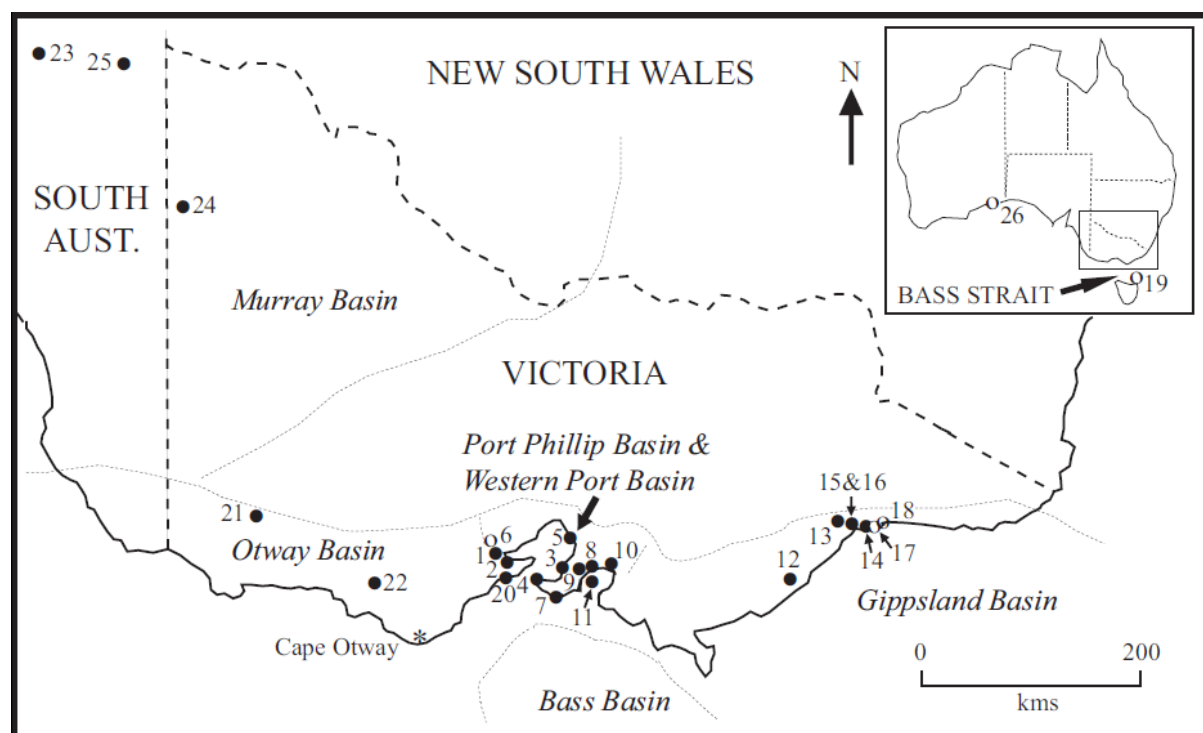 23
25
NEW SOUTH WALES
N
SOUTH
AUST.
24
26
BASS STRAIT
19
Murray Basin
VICTORIA
Port Phillip Basin &
Western Port Basin
15&16
18
21
13
Otway Basin
6
5
1
2
3
8
10
14
17
12
22
20
4
9
7
11
Gippsland Basin
Cape Otway
*
0
200
kms
Bass Basin